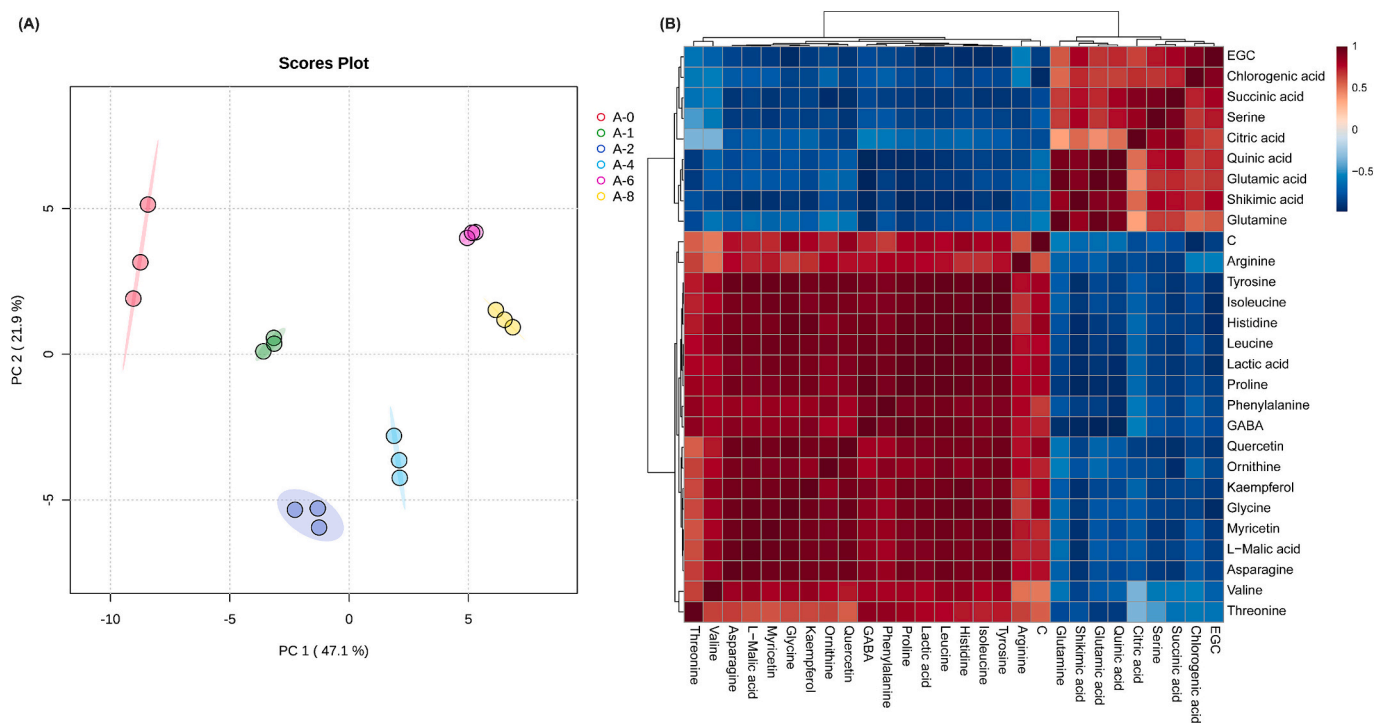 (A)
Scores Plot
5
0
-5
-10
-5
0
5
PC 2 ( 21.9 %)
PC 1 ( 47.1 %)
A-0
A-1
A-2
A-4
A-6
A-8
(B)
EGC
Chlorogenic acid
Succinic acid
Serine
Citric acid
Quinic acid
Glutamic acid
Shikimic acid
Glutamine
C
Arginine
Tyrosine
Isoleucine
Histidine
Leucine
Lactic acid
Proline
Phenylalanine
GABA
Quercetin
Ornithine
Kaempferol
Glycine
Myricetin
L−Malic acid
Asparagine
Valine
Threonine
Threonine
Valine
Asparagine
L−Malic acid
Myricetin
Glycine
Kaempferol
Ornithine
Quercetin
GABA
Phenylalanine
Proline
Lactic acid
Leucine
Histidine
Isoleucine
Tyrosine
Arginine
C
Glutamine
Shikimic acid
Glutamic acid
Quinic acid
Citric acid
Serine
Succinic acid
Chlorogenic acid
EGC
1
0.5
0
−0.5